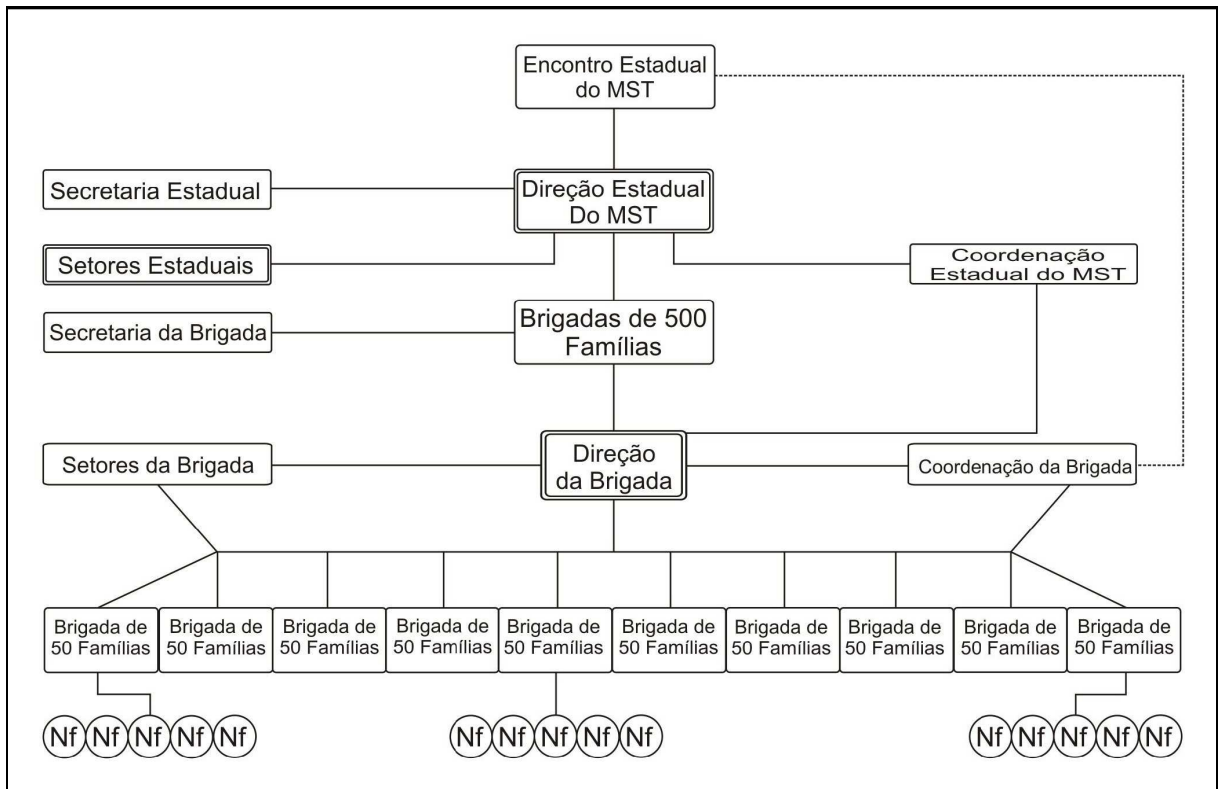 Encontro Estadual
do MST
Secretaria Estadual
Direção Estadual
Do MST
Setores Estaduais
Coordenação
Estadual do MST
Secretaria da Brigada
Brigadas de 500
Famílias
Setores da Brigada
Direção
da Brigada
Coordenação da Brigada
Brigada de
50 Famílias
Brigada de
50 Famílias
Brigada de
50 Famílias
Brigada de
50 Famílias
Brigada de
50 Famílias
Brigada de
50 Famílias
Brigada de
50 Famílias
Brigada de
50 Famílias
Brigada de
50 Famílias
Brigada de
50 Famílias
Nf Nf Nf Nf Nf
Nf Nf Nf Nf Nf
Nf Nf Nf Nf Nf